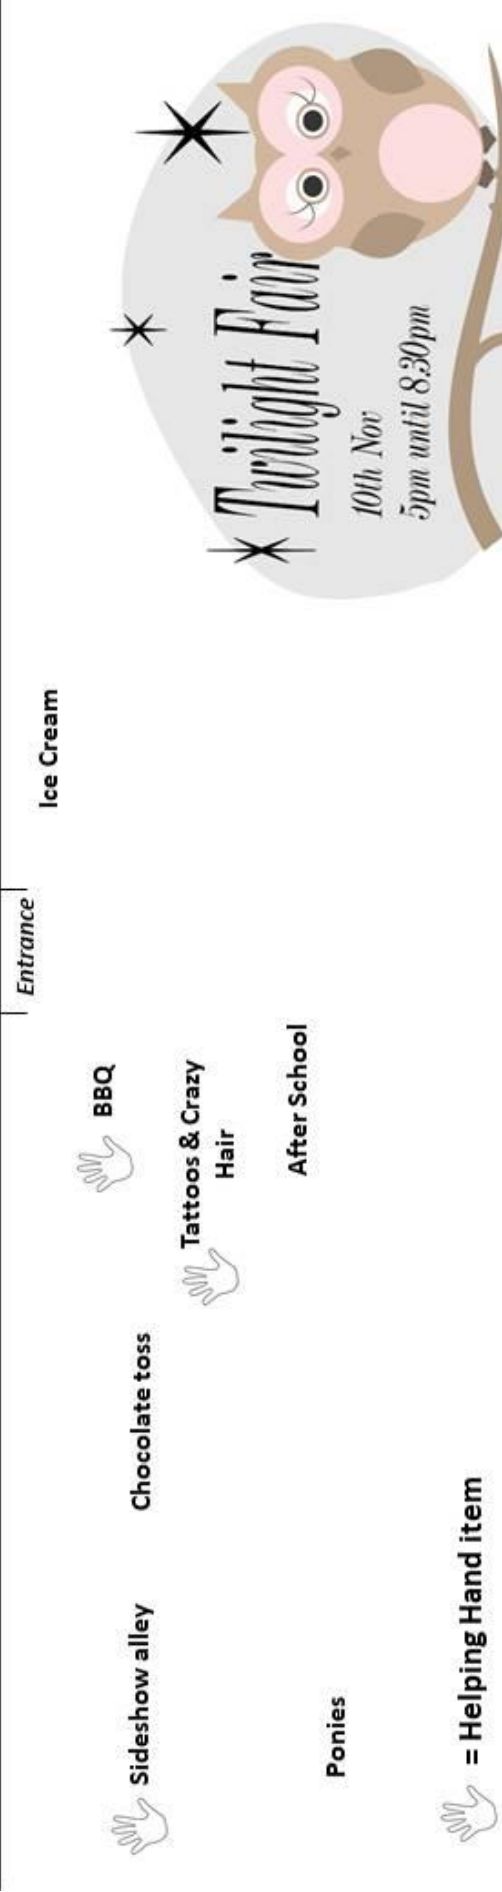 Entrance
Ice Cream
BBQ
Sideshow alley
Chocolate toss
Tattoos & Crazy
Hair
Twilight Fair
After School
10th Nov
Ponies
5pm until 8.30pm
= Helping Hand item